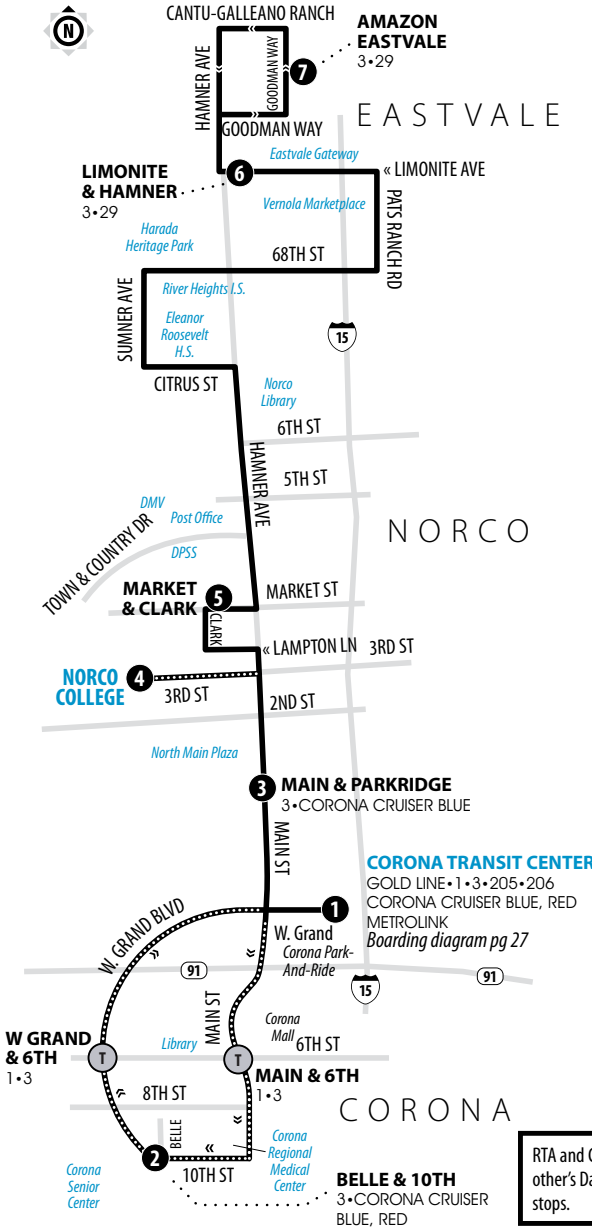 N
CANTU-GALLEANO RANCH
AMAZON
EASTVALE
3•29
7
HAMNER AVE
GOODMAN WAY
GOODMAN WAY
EASTVALE
Eastvale Gateway
« LIMONITE AVE
LIMONITE
& HAMNER
3•29
6
Vernola Marketplace
PATS RANCH RD
Harada
Heritage Park
68TH ST
River Heights I.S.
SUMNER AVE
Eleanor
Roosevelt
H.S.
15
CITRUS ST
Norco
Library
6TH ST
HAMNER AVE
5TH ST
DMV
Post Office
NORCO
TOWN & COUNTRY DR
DPSS
MARKET
& CLARK
5
MARKET ST
CLARK
« LAMPTON LN
3RD ST
NORCO
COLLEGE
4
3RD ST
2ND ST
North Main Plaza
3
MAIN & PARKRIDGE
3•CORONA CRUISER BLUE
MAIN ST
CORONA TRANSIT CENTER
GOLD LINE•1•3•205•206
CORONA CRUISER BLUE, RED
METROLINK
Boarding diagram pg 27
1
W. GRAND BLVD
W. Grand
Corona Park-
And-Ride
91
91
15
MAIN ST
Corona
Mall
W GRAND
& 6TH
1•3
T
Library
T
6TH ST
MAIN & 6TH
1•3
8TH ST
CORONA
BELLE
2
10TH ST
Corona
Regional
Medical
Center
Corona
Senior
Center
BELLE & 10TH
3•CORONA CRUISER
BLUE, RED
RTA and
other's Da
stops.